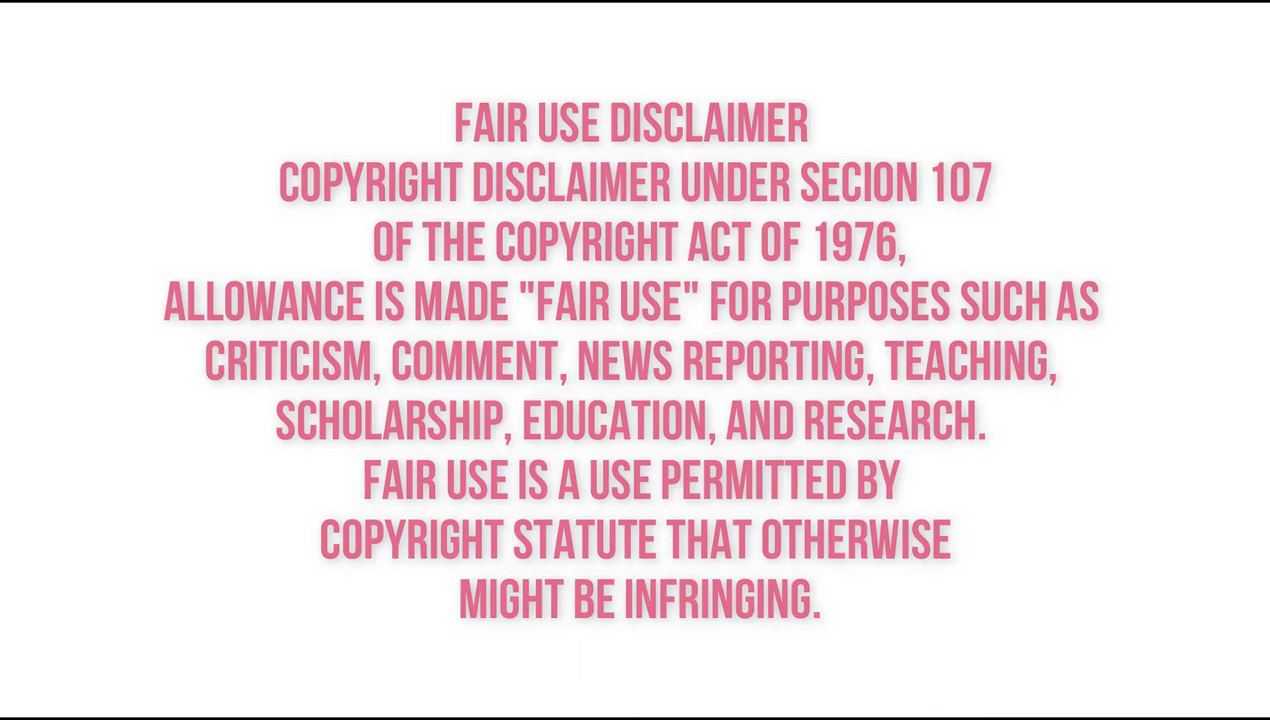 FAIR USE DISCLAIMER
COPYRIGHT DISCLAIMER UNDER SECION 107
OF THE COPYRIGHT ACT OF 1976,
ALLOWANCE IS MADE "FAIR USE" FOR PURPOSES SUCH AS
CRITICISM, COMMENT, NEWS REPORTING, TEACHING,
SCHOLARSHIP, EDUCATION, AND RESEARCH.
FAIR USE IS A USE PERMITTED BY
COPYRIGHT STATUTE THAT OTHERWISE
MIGHT BE INFRINGING.